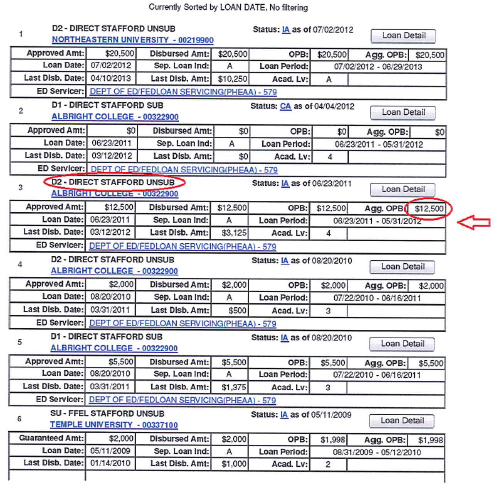 Currently Sorted by LOAN DATE, No filtering
1 D2 - DIRECT STAFFORD UNSUB Status: IA as of 07/02/2012 Loan Detail
NORTHEASTERN UNIVERSITY - 00219900
Approved Amt: $20,500 Disbursed Amt: $20,500 OPB: $20,500 Agg. OPB: $20,500
Loan Date: 07/02/2012 Sep. Loan Ind: A Loan Period: 07/02/2012 - 06/29/2013
Last Disb. Date: 04/10/2013 Last Disb. Amt: $10,250 Acad. Lv: A
ED Servicer: DEPT OF ED/FEDLOAN SERVICING(PHEAA) - 579
2 D1 - DIRECT STAFFORD SUB Status: CA as of 04/04/2012 Loan Detail
ALBRIGHT COLLEGE - 00322900
Approved Amt: $0 Disbursed Amt: $0 OPB: $0 Agg. OPB: $0
Loan Date: 06/23/2011 Sep. Loan Ind: A Loan Period: 06/23/2011 - 05/31/2012
Last Disb. Date: 03/12/2012 Last Disb. Amt: $0 Acad. Lv: 4
ED Servicer: DEPT OF ED/FEDLOAN SERVICING(PHEAA) - 579
3 D2 - DIRECT STAFFORD UNSUB Status: IA as of 06/23/2011 Loan Detail
ALBRIGHT COLLEGE - 00322900
Approved Amt: $12,500 Disbursed Amt: $12,500 OPB: $12,500 Agg. OPB: $12,500
Loan Date: 06/23/2011 Sep. Loan Ind: A Loan Period: 06/23/2011 - 05/31/2012
Last Disb. Date: 03/12/2012 Last Disb. Amt: $3,125 Acad. Lv: 4
ED Servicer: DEPT OF ED/FEDLOAN SERVICING(PHEAA) - 579
4 D2 - DIRECT STAFFORD UNSUB Status: IA as of 08/20/2010 Loan Detail
ALBRIGHT COLLEGE - 00322900
Approved Amt: $2,000 Disbursed Amt: $2,000 OPB: $2,000 Agg. OPB: $2,000
Loan Date: 08/20/2010 Sep. Loan Ind: A Loan Period: 07/22/2010 - 06/16/2011
Last Disb. Date: 03/31/2011 Last Disb. Amt: $500 Acad. Lv: 3
ED Servicer: DEPT OF ED/FEDLOAN SERVICING(PHEAA) - 579
5 D1 - DIRECT STAFFORD SUB Status: IA as of 08/20/2010 Loan Detail
ALBRIGHT COLLEGE - 00322900
Approved Amt: $5,500 Disbursed Amt: $5,500 OPB: $5,500 Agg. OPB: $5,500
Loan Date: 08/20/2010 Sep. Loan Ind: A Loan Period: 07/22/2010 - 06/16/2011
Last Disb. Date: 03/31/2011 Last Disb. Amt: $1,375 Acad. Lv: 3
ED Servicer: DEPT OF ED/FEDLOAN SERVICING(PHEAA) - 579
6 SU - FFEL STAFFORD UNSUB Status: IA as of 05/11/2009 Loan Detail
TEMPLE UNIVERSITY - 00337100
Guaranteed Amt: $2,000 Disbursed Amt: $2,000 OPB: $1,998 Agg. OPB: $1,998
Loan Date: 05/11/2009 Sep. Loan Ind: A Loan Period: 08/31/2009 - 05/12/2010
Last Disb. Date: 01/14/2010 Last Disb. Amt: $1,000 Acad. Lv: 2